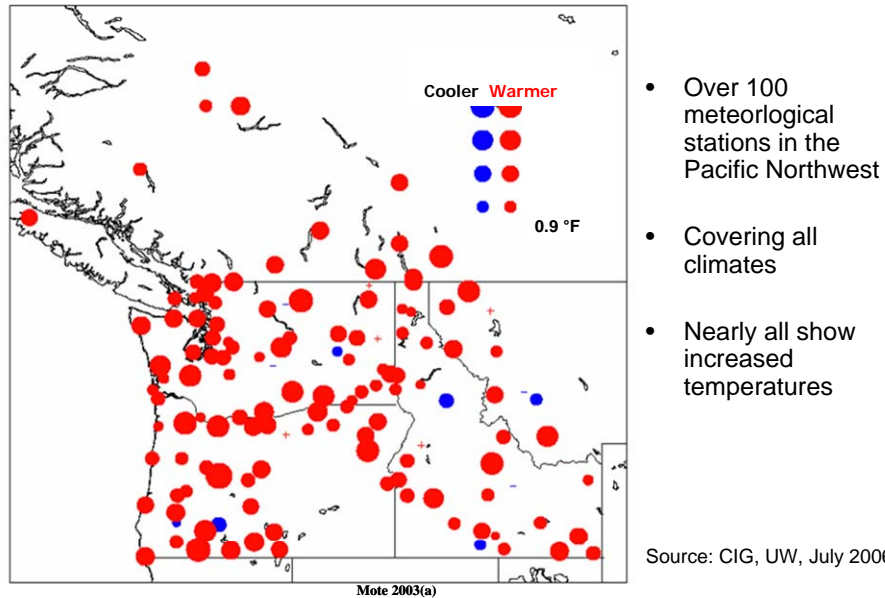 Cooler Warmer
0.9 °F
• Over 100
meteorlogical
stations in the
Pacific Northwest
• Covering all
climates
• Nearly all show
increased
temperatures
Source: CIG, UW, July 2006
Mote 2003(a)